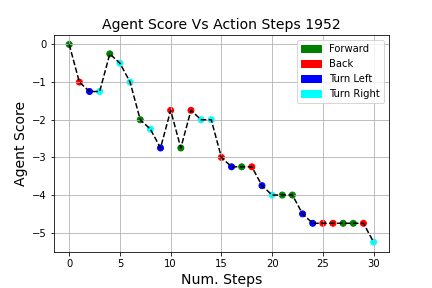 Agent Score Vs Action Steps 1952
Forward
Back
Turn Left
Turn Right
Agent Score
0
−1
−2
−3
−4
−5
0 5 10 15 20 25 30
Num. Steps